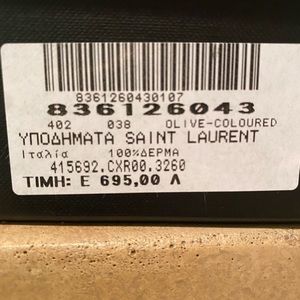 8361260430107
836126043
402 038 OLIVE-COLOURED
ΥΠΟΔΗΜΑΤΑ SAINT LAURENT
Ιταλία 100%ΔΕΡΜΑ
415692.CXR00.3260
ΤΙΜΗ: Ε 695,00 Λ